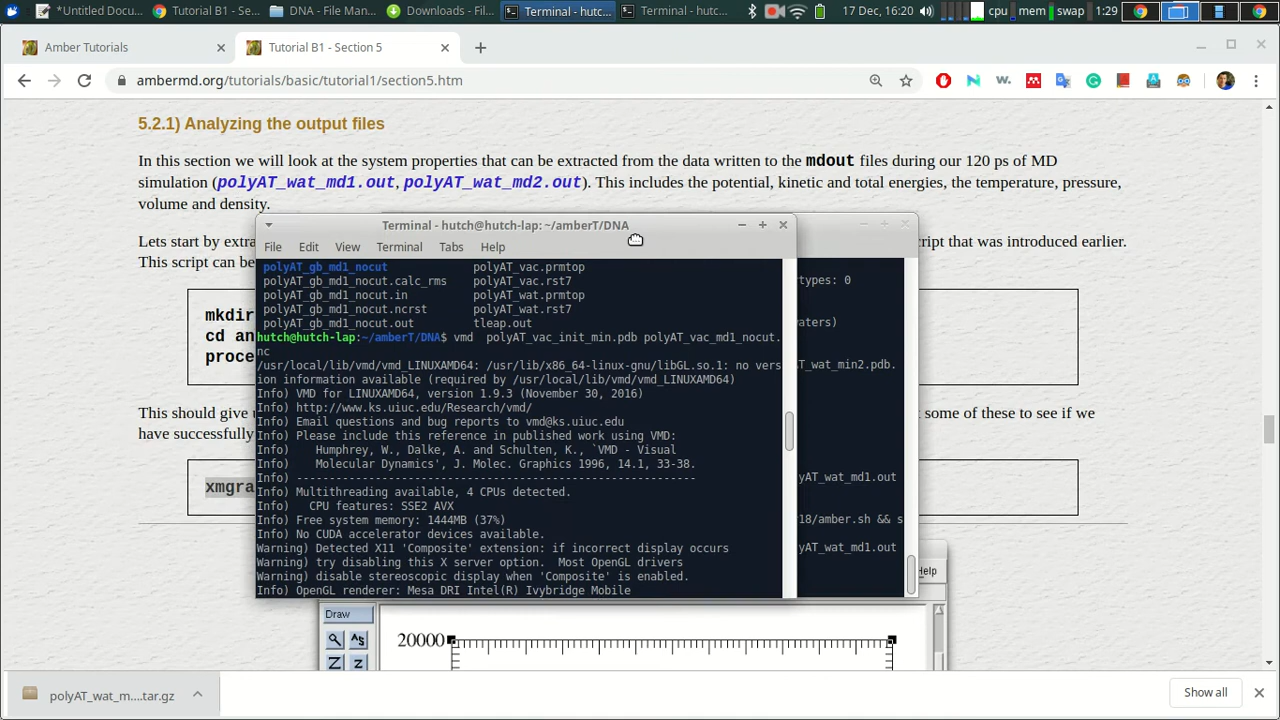 *Untitled Docu...
Tutorial B1 - Se...
DNA - File Man...
Downloads - Fil...
Terminal - hutc...
Terminal - hutc...
17 Dec, 16:20
cpu
mem
swap
1:29
Amber Tutorials
Tutorial B1 - Section 5
ambermd.org/tutorials/basic/tutorial1/section5.htm
5.2.1) Analyzing the output files
In this section we will look at the system properties that can be extracted from the data written to the mdout files during our 120 ps of MD
simulation (polyAT_wat_md1.out, polyAT_wat_md2.out). This includes the potential, kinetic and total energies, the temperature, pressure,
volume and density.
Lets start by extra
cript that was introduced earlier.
This script can be
mkdir
cd an
proce
This should give
t some of these to see if we
have successfully
xmgra
Terminal - hutch@hutch-lap: ~/amberT/DNA
File Edit View Terminal Tabs Help
polyAT_gb_md1_nocut polyAT_vac.prmtop
polyAT_gb_md1_nocut.calc_rms polyAT_vac.rst7
polyAT_gb_md1_nocut.in polyAT_wat.prmtop
polyAT_gb_md1_nocut.ncrst polyAT_wat.rst7
polyAT_gb_md1_nocut.out tleap.out
hutch@hutch-lap:~/amberT/DNA$ vmd  polyAT_vac_init_min.pdb polyAT_vac_md1_nocut.
nc
/usr/local/lib/vmd/vmd_LINUXAMD64: /usr/lib/x86_64-linux-gnu/libGL.so.1: no vers
ion information available (required by /usr/local/lib/vmd/vmd_LINUXAMD64)
Info) VMD for LINUXAMD64, version 1.9.3 (November 30, 2016)
Info) http://www.ks.uiuc.edu/Research/vmd/
Info) Email questions and bug reports to vmd@ks.uiuc.edu
Info) Please include this reference in published work using VMD:
Info)    Humphrey, W., Dalke, A. and Schulten, K., `VMD - Visual
Info)    Molecular Dynamics', J. Molec. Graphics 1996, 14.1, 33-38.
Info) -------------------------------------------------------------
Info) Multithreading available, 4 CPUs detected.
Info)   CPU features: SSE2 AVX
Info) Free system memory: 1444MB (37%)
Info) No CUDA accelerator devices available.
Warning) Detected X11 'Composite' extension: if incorrect display occurs
Warning) try disabling this X server option.  Most OpenGL drivers
Warning) disable stereoscopic display when 'Composite' is enabled.
Info) OpenGL renderer: Mesa DRI Intel(R) Ivybridge Mobile
types: 0
waters)
AT_wat_min2.pdb.
lyAT_wat_md1.out
18/amber.sh && s
lyAT_wat_md1.out
Help
Draw
20000
polyAT_wat_m....tar.gz
Show all